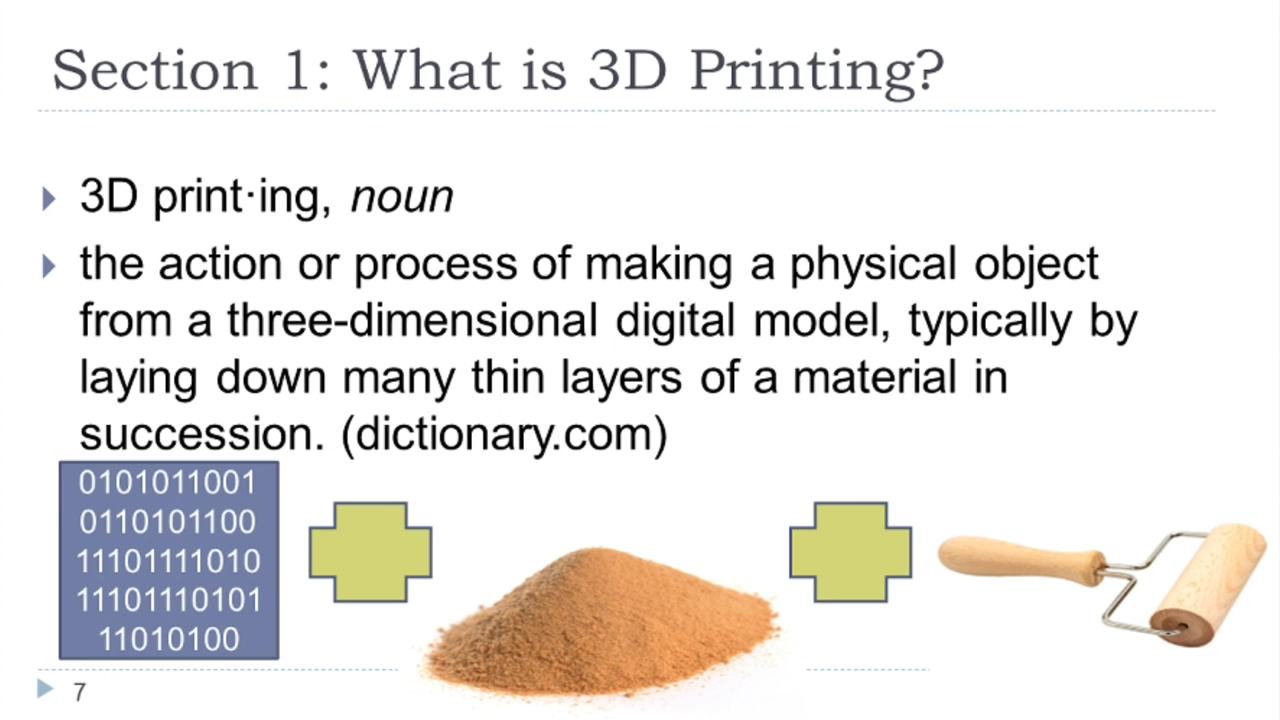 Section 1: What is 3D Printing?
3D print·ing, noun
the action or process of making a physical object
from a three-dimensional digital model, typically by
laying down many thin layers of a material in
succession. (dictionary.com)
0101011001
0110101100
11101111010
11101110101
11010100
7